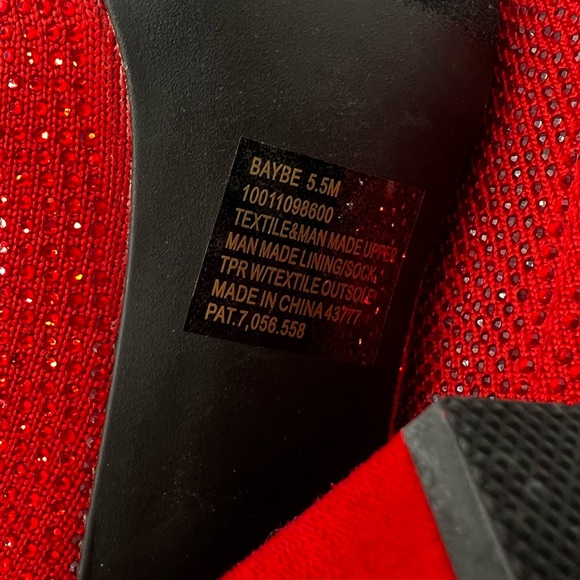 BAYBE 5.5M
10011098600
TEXTILE&MAN MADE UPPER
MAN MADE LINING/SOCK,
TPR W/TEXTILE OUTSOLE
MADE IN CHINA 43777
PAT.7,056.558